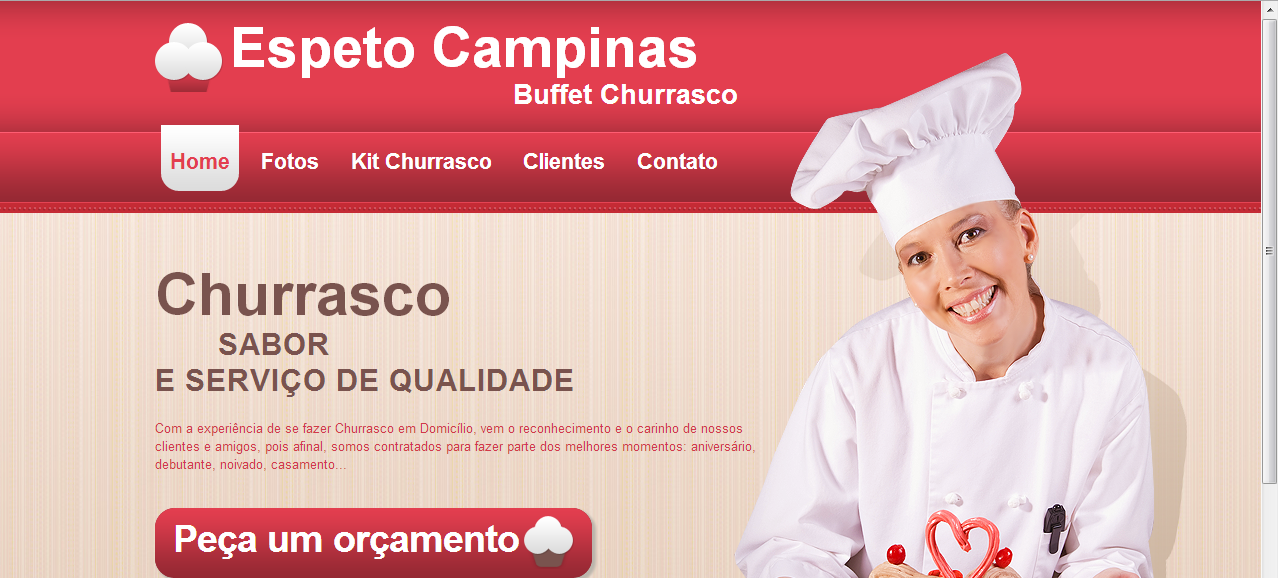 Espeto Campinas
Buffet Churrasco
Home Fotos Kit Churrasco Clientes Contato
Churrasco
SABOR
E SERVIÇO DE QUALIDADE
Com a experiência de se fazer Churrasco em Domicílio, vem o reconhecimento e o carinho de nossos
clientes e amigos, pois afinal, somos contratados para fazer parte dos melhores momentos: aniversário,
debutante, noivado, casamento...
Peça um orçamento